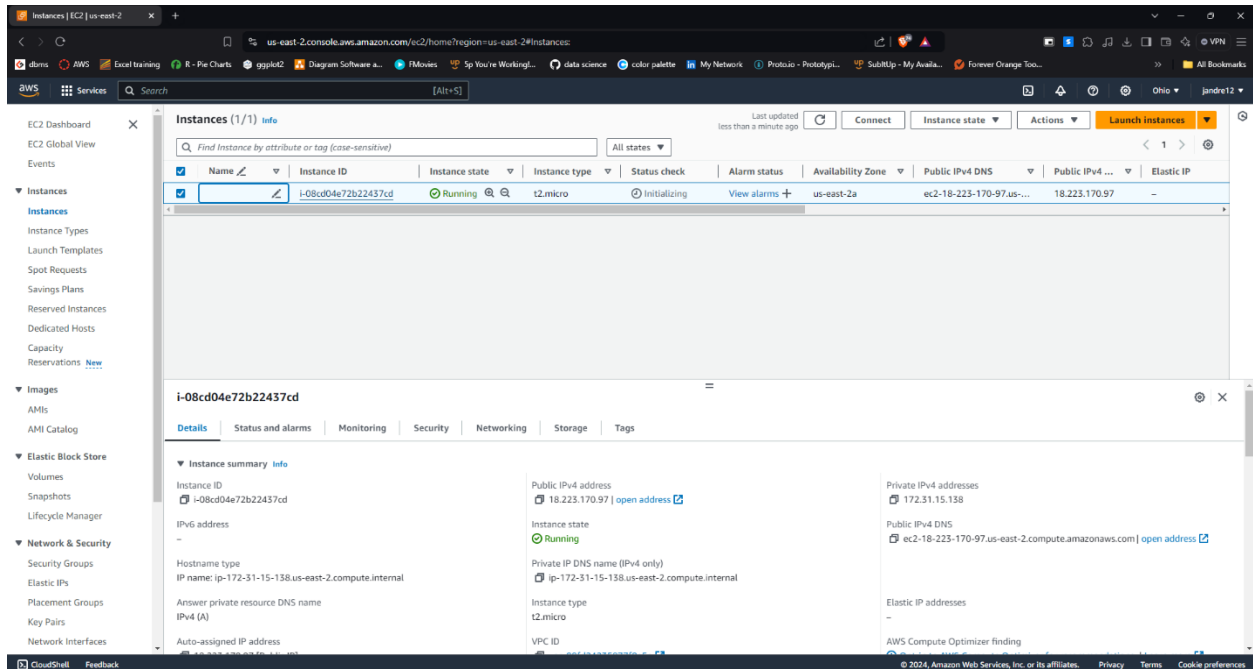 Instances | EC2 | us-east-2
us-east-2.console.aws.amazon.com/ec2/home?region=us-east-2#Instances:
VPN
dbms AWS Excel training R - Pie Charts ggplot2 Diagram Software a... FMovies Sp You're Working!... data science color palette My Network Proto.io - Prototypi... SubItUp - My Availa... Forever Orange Too... >> All Bookmarks
aws Services Search [Alt+S] Ohio jandre12
EC2 Dashboard
EC2 Global View
Events
Instances
Instances
Instance Types
Launch Templates
Spot Requests
Savings Plans
Reserved Instances
Dedicated Hosts
Capacity
Reservations New
Images
AMIs
AMI Catalog
Elastic Block Store
Volumes
Snapshots
Lifecycle Manager
Network & Security
Security Groups
Elastic IPs
Placement Groups
Key Pairs
Network Interfaces
Instances (1/1) Info
Last updated
less than a minute ago
Connect Instance state Actions Launch instances
Find Instance by attribute or tag (case-sensitive) All states 1
Name Instance ID Instance state Instance type Status check Alarm status Availability Zone Public IPv4 DNS Public IPv4 ... Elastic IP
i-08cd04e72b22437cd Running t2.micro Initializing View alarms + us-east-2a ec2-18-223-170-97.us-... 18.223.170.97 –
i-08cd04e72b22437cd
Details Status and alarms Monitoring Security Networking Storage Tags
Instance summary Info
Instance ID Public IPv4 address Private IPv4 addresses
i-08cd04e72b22437cd 18.223.170.97 | open address 172.31.15.138
IPv6 address Instance state Public IPv4 DNS
– Running ec2-18-223-170-97.us-east-2.compute.amazonaws.com | open address
Hostname type Private IP DNS name (IPv4 only)
IP name: ip-172-31-15-138.us-east-2.compute.internal ip-172-31-15-138.us-east-2.compute.internal
Answer private resource DNS name Instance type Elastic IP addresses
IPv4 (A) t2.micro –
Auto-assigned IP address VPC ID AWS Compute Optimizer finding
CloudShell Feedback © 2024, Amazon Web Services, Inc. or its affiliates. Privacy Terms Cookie preferences